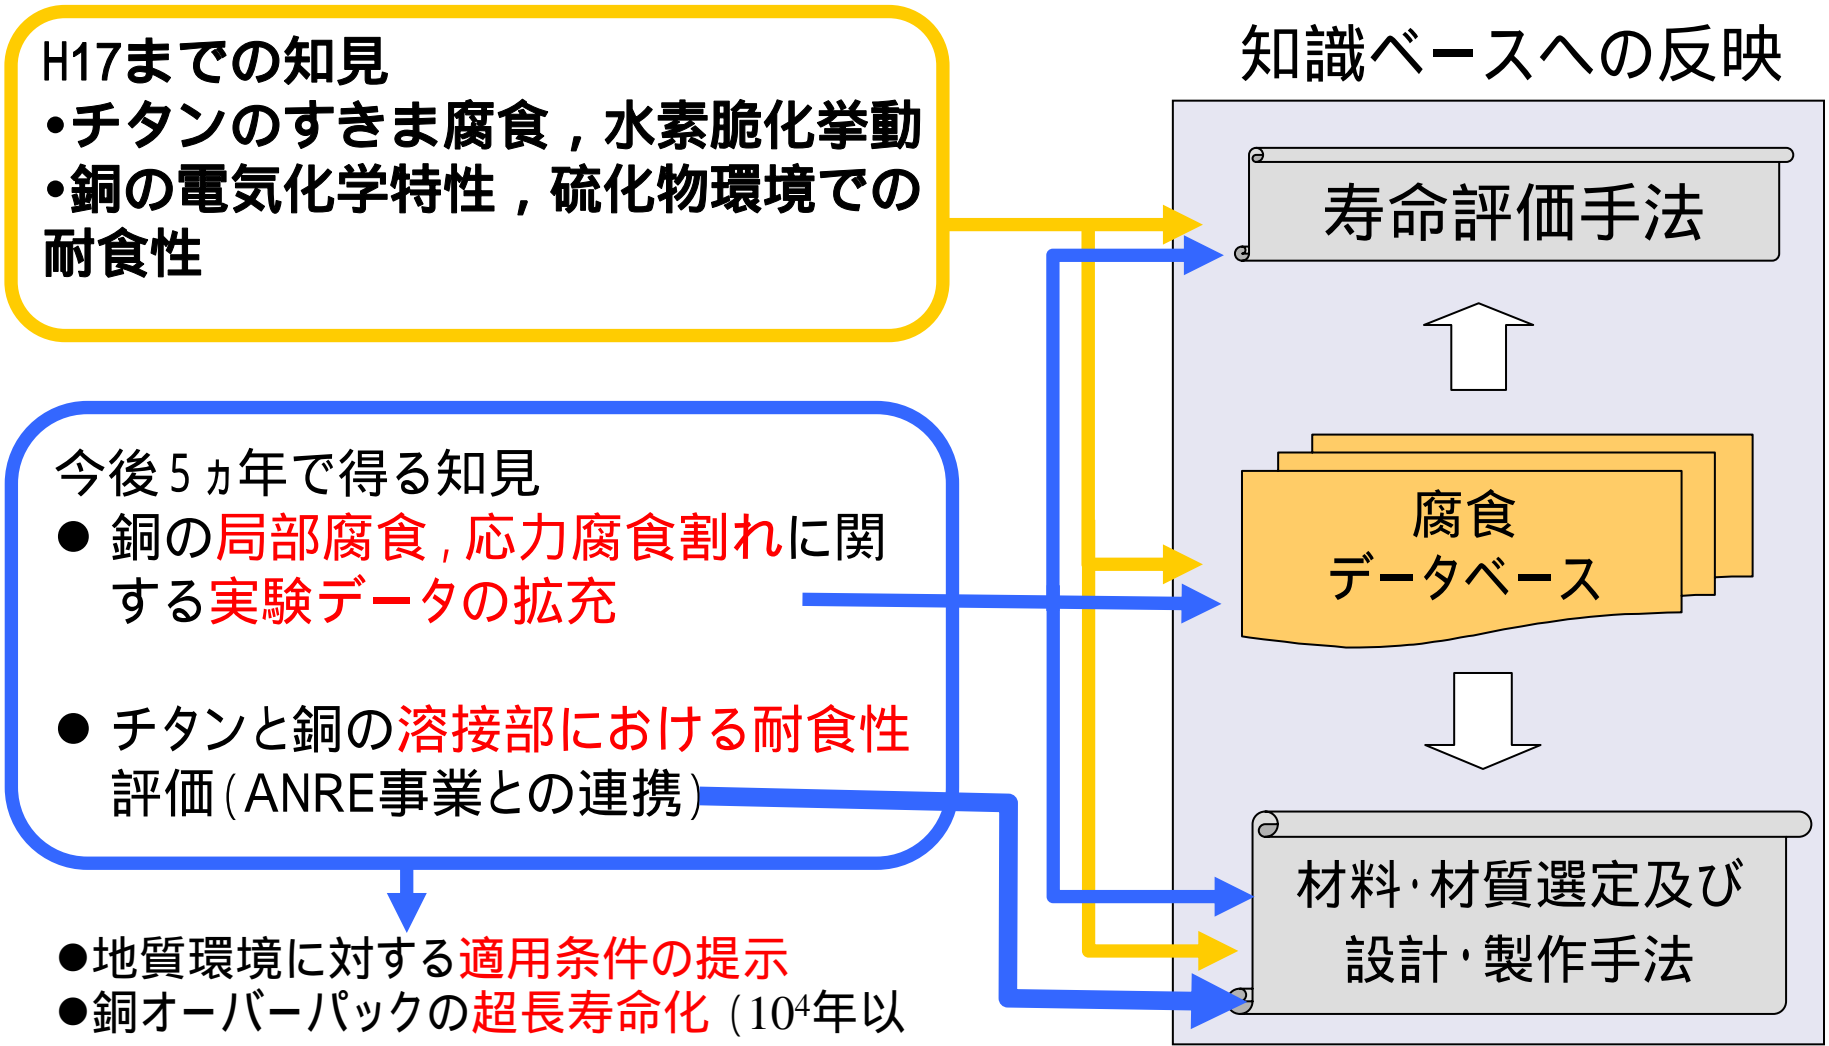 H17までの知見
•チタンのすきま腐食，水素脆化挙動
•銅の電気化学特性，硫化物環境での
耐食性
今後5ヵ年で得る知見
● 銅の局部腐食,応力腐食割れに関
する実験データの拡充
● チタンと銅の溶接部における耐食性
評価(ANRE事業との連携)
●地質環境に対する適用条件の提示
●銅オーバーパックの超長寿命化 (10⁴年以
知識ベースへの反映
寿命評価手法
腐食
データベース
材料·材質選定及び
設計·製作手法